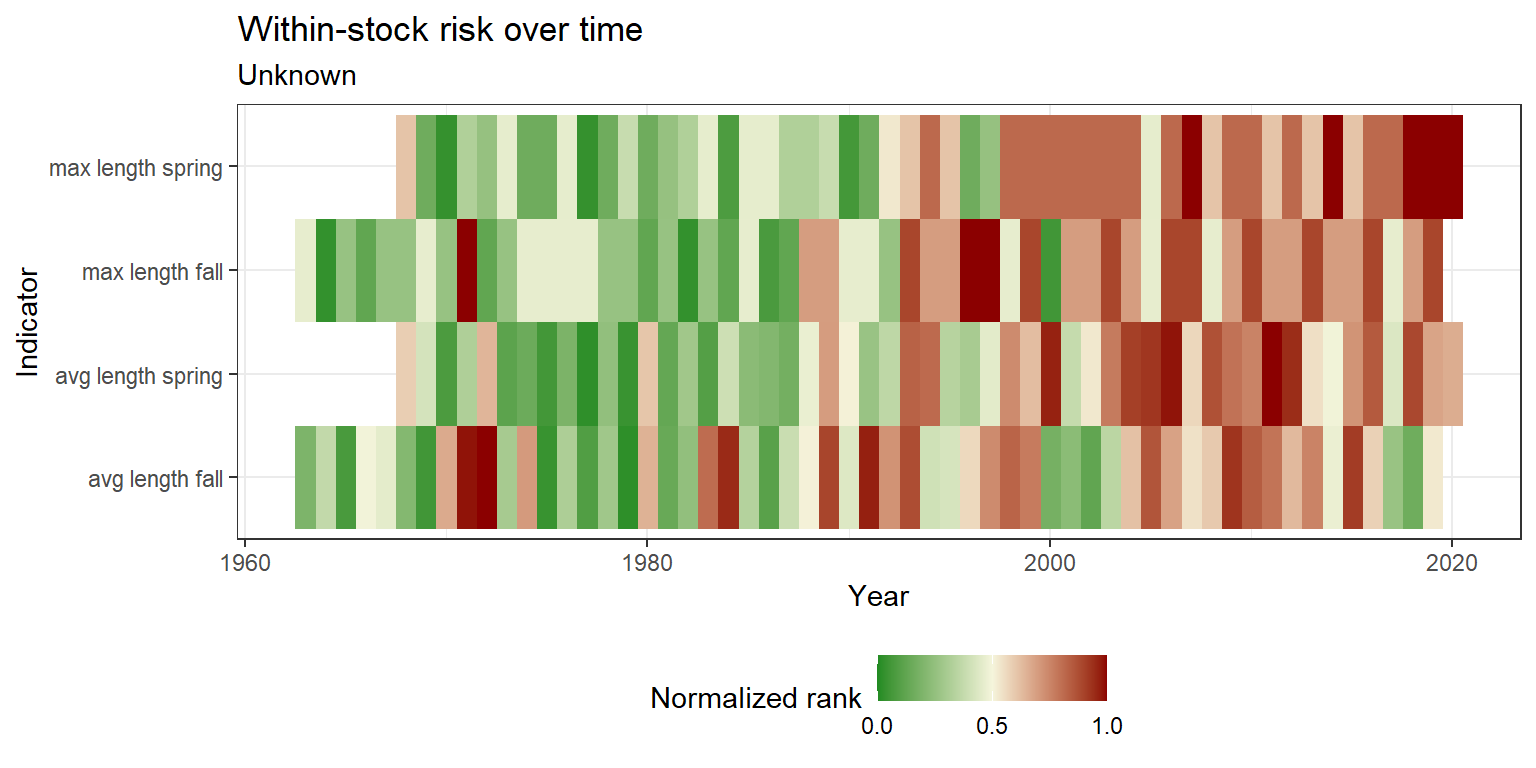 Within-stock risk over time
Unknown
Indicator
max length spring
max length fall
avg length spring
avg length fall
1960 1980 2000 2020
Year
Normalized rank
0.0 0.5 1.0